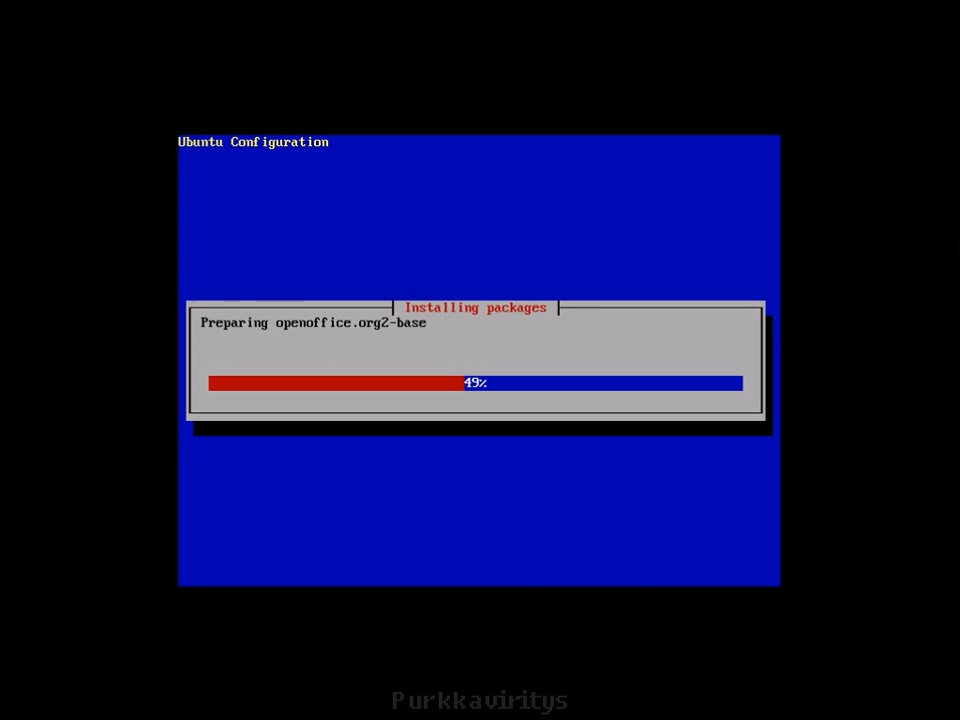 Ubuntu Configuration
Installing packages
Preparing openoffice.org2-base
49%
Purkkaviritys